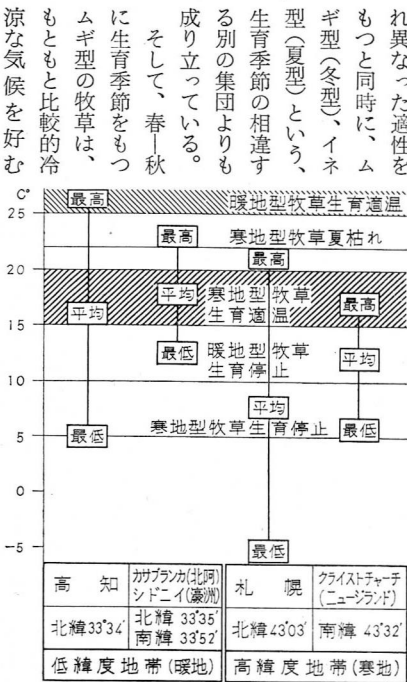 れ異なった適性を
もつと同時に、ム
ギ型（冬型）、イネ
型（夏型）という、
生育季節の相違す
る別の集団よりも
成り立っている。
そして、春―秋
に生育季節をもつ
ムギ型の牧草は、
もともと比較的冷
涼な気候を好む
C°
25
20
15
10
5
0
-5
最高
暖地型牧草生育適温
最高
寒地型牧草夏枯れ
最高
平均
平均
寒地型牧草
生育適温
最高
最低
暖地型牧草
生育停止
平均
平均
最低
寒地型牧草生育停止
最低
最低
高知
カサブランカ(北阿)
シドニイ(濠洲)
札幌
クライストチャーチ
(ニュージランド)
北緯33°34′
北緯 33°35′
南緯 33°52′
北緯43°03′
南緯 43°32′
低緯度地帯(暖地)
高緯度地帯(寒地)